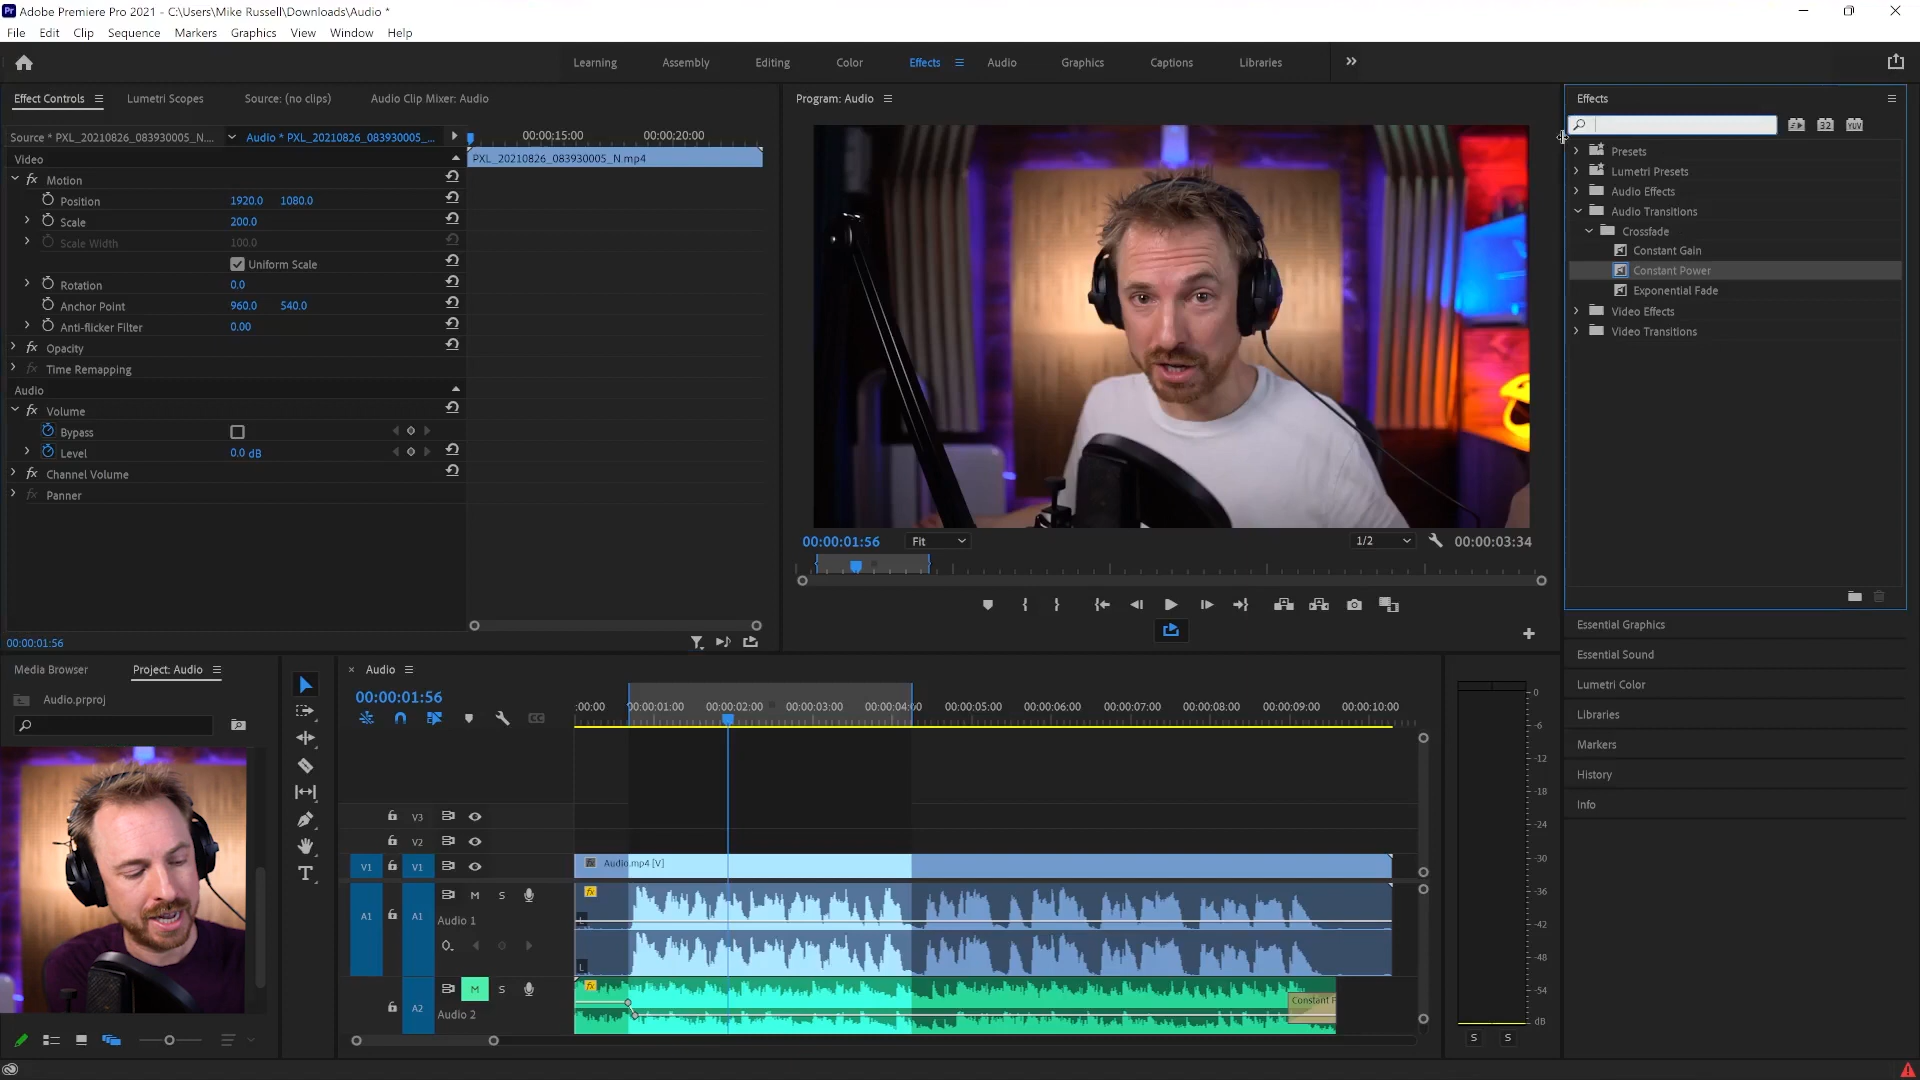 Adobe Premiere Pro 2021 - C:\Users\Mike Russell\Downloads\Audio *
File Edit Clip Sequence Markers Graphics View Window Help
Learning Assembly Editing Color Effects Audio Graphics Captions Libraries
Effect Controls Lumetri Scopes Source: (no clips) Audio Clip Mixer: Audio
Source * PXL_20210826_083930005_N... Audio * PXL_20210826_083930005_...
00:00:15:00 00:00:20:00
Video
PXL_20210826_083930005_N.mp4
fx Motion
Position 1920.0 1080.0
Scale 200.0
Scale Width 100.0
Uniform Scale
Rotation 0.0
Anchor Point 960.0 540.0
Anti-flicker Filter 0.00
fx Opacity
fx Time Remapping
Audio
fx Volume
Bypass
Level 0.0 dB
fx Channel Volume
fx Panner
00:00:01:56
Program: Audio
00:00:01:56 Fit 1/2 00:00:03:34
Effects
32 YUV
Presets
Lumetri Presets
Audio Effects
Audio Transitions
Crossfade
Constant Gain
Constant Power
Exponential Fade
Video Effects
Video Transitions
Essential Graphics
Essential Sound
Lumetri Color
Libraries
Markers
History
Info
Media Browser Project: Audio
Audio.prproj
Audio
00:00:01:56
:00:00 00:00:01:00 00:00:02:00 00:00:03:00 00:00:04:00 00:00:05:00 00:00:06:00 00:00:07:00 00:00:08:00 00:00:09:00 00:00:10:00
V3
V2
V1 V1
Audio.mp4 [V]
M S
fx
A1 A1 Audio 1
L
L
M S
fx
A2 Audio 2
Constant P
0
-6
-12
-18
-24
-30
-36
-42
-48
-54
dB
S S